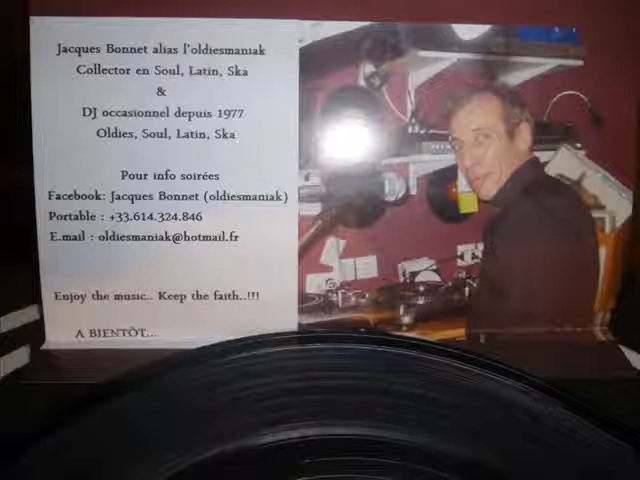 Jacques Bonnet alias l'oldiesmaniak
Collector en Soul, Latin, Ska
&
DJ occasionnel depuis 1977
Oldies, Soul, Latin, Ska
Pour info soirées
Facebook: Jacques Bonnet (oldiesmaniak)
Portable : +33.614.324.846
E.mail : oldiesmaniak@hotmail.fr
Enjoy the music.. Keep the faith..!!!
A BIENTÔT...